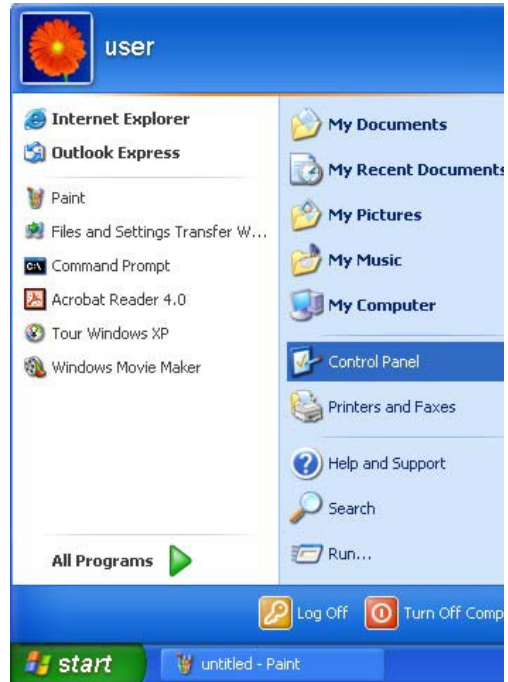 user
Internet Explorer
Outlook Express
Paint
Files and Settings Transfer W...
Command Prompt
Acrobat Reader 4.0
Tour Windows XP
Windows Movie Maker
All Programs
My Documents
My Recent Documents
My Pictures
My Music
My Computer
Control Panel
Printers and Faxes
Help and Support
Search
Run...
Log Off
Turn Off Comp
start
untitled - Paint